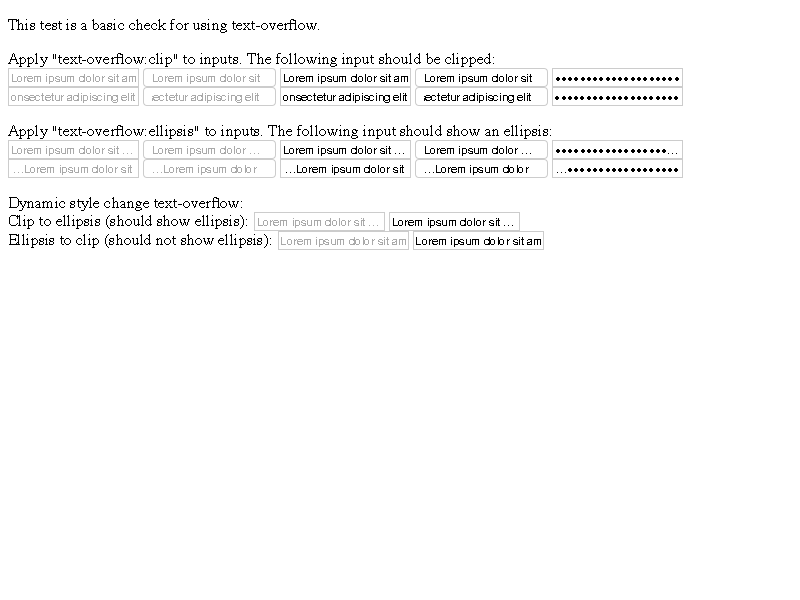 This test is a basic check for using text-overflow.
Apply "text-overflow:clip" to inputs. The following input should be clipped:
Lorem ipsum dolor sit am Lorem ipsum dolor sit Lorem ipsum dolor sit am Lorem ipsum dolor sit ••••••••••••••••••••
onsectetur adipiscing elit ectetur adipiscing elit onsectetur adipiscing elit ectetur adipiscing elit ••••••••••••••••••••
Apply "text-overflow:ellipsis" to inputs. The following input should show an ellipsis:
Lorem ipsum dolor sit … Lorem ipsum dolor … Lorem ipsum dolor sit … Lorem ipsum dolor … ••••••••••••••••••…
…Lorem ipsum dolor sit …Lorem ipsum dolor …Lorem ipsum dolor sit …Lorem ipsum dolor …••••••••••••••••••
Dynamic style change text-overflow:
Clip to ellipsis (should show ellipsis): Lorem ipsum dolor sit … Lorem ipsum dolor sit …
Ellipsis to clip (should not show ellipsis): Lorem ipsum dolor sit am Lorem ipsum dolor sit am